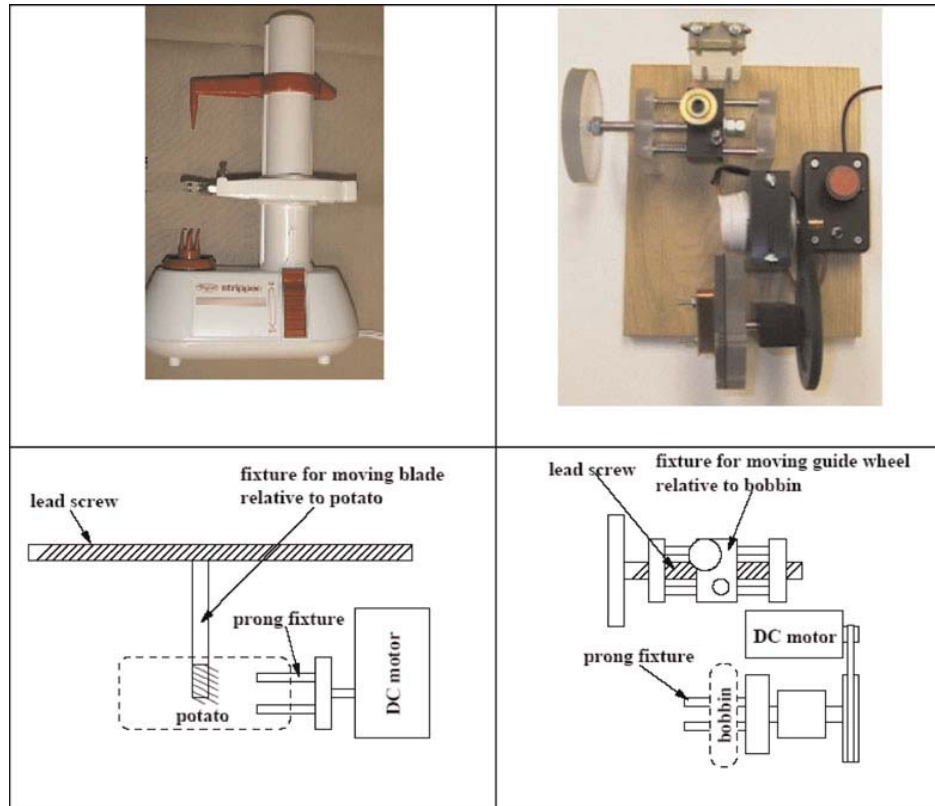 stripper
lead screw
fixture for moving blade
relative to potato
prong fixture
DC motor
potato
lead screw
fixture for moving guide wheel
relative to bobbin
DC motor
prong fixture
bobbin